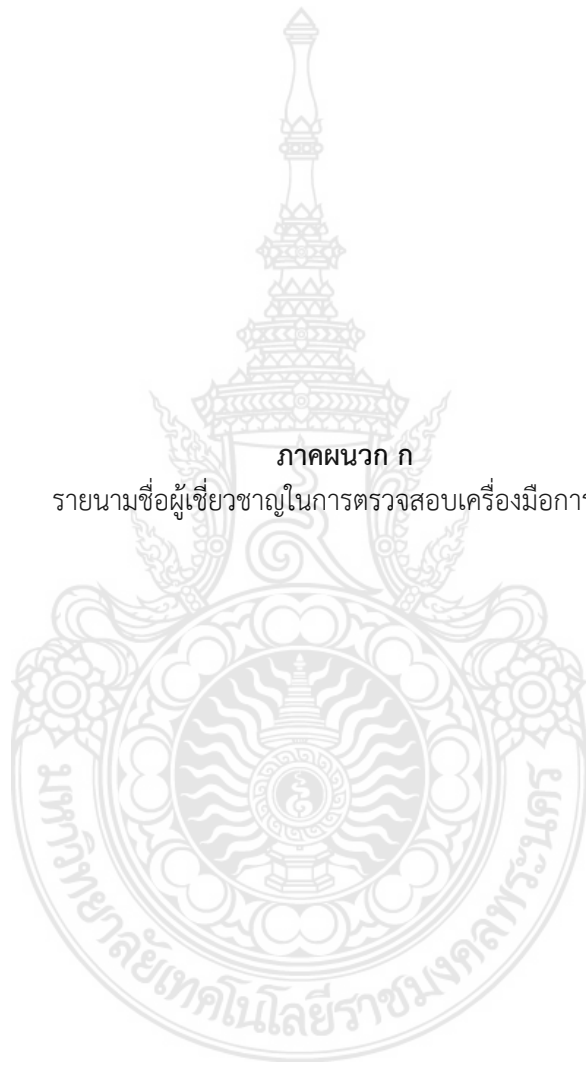 ภาคผนวก ก
รายนามชื่อผู้เชี่ยวชาญในการตรวจสอบเครื่องมือการ
มหาวิทยาลัยเทคโนโลยีราชมงคลพระนคร